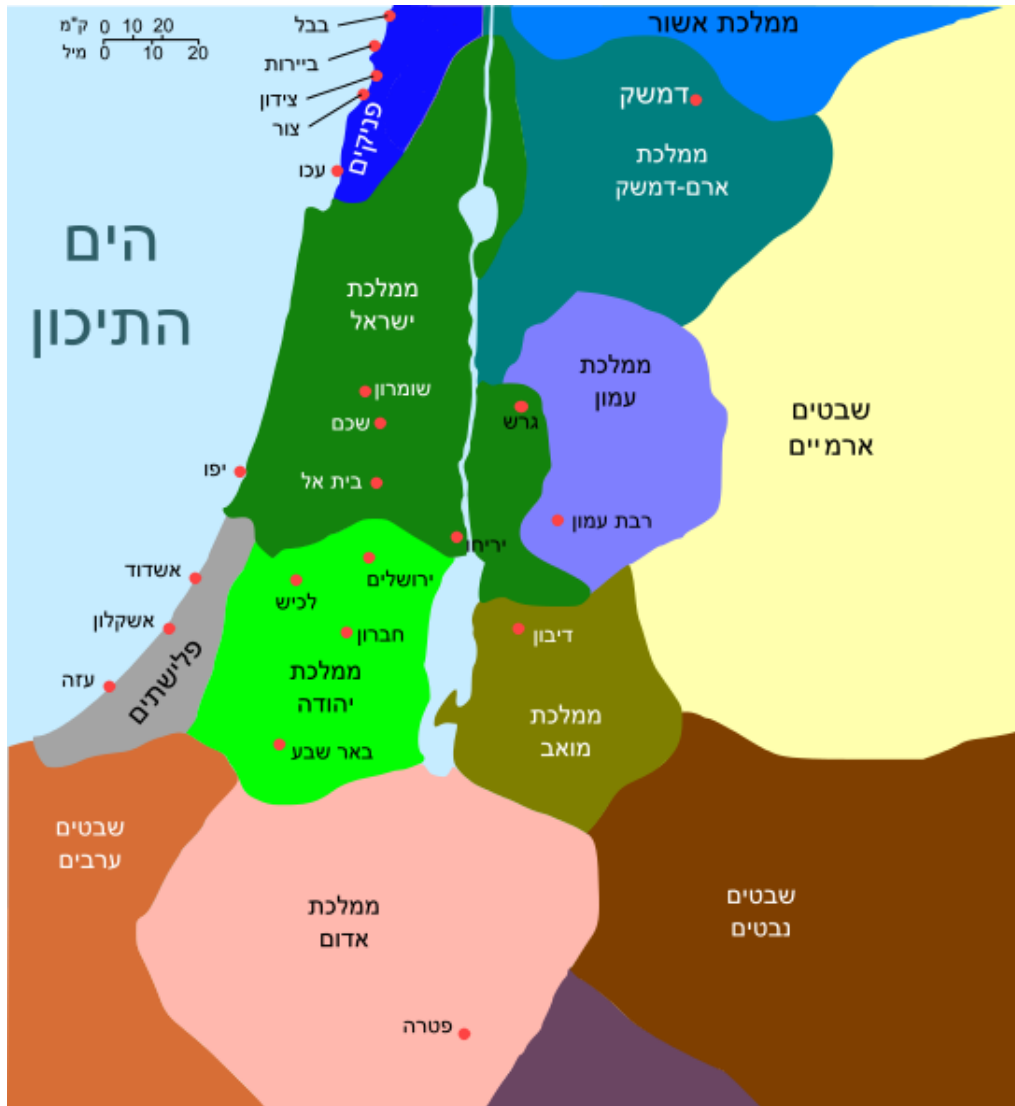 ק"מ 0 10 20
מיל 0 10 20
בבל
ביירות
צידון
צור
עכו
פניקים
ממלכת אשור
דמשק
ממלכת
ארם-דמשק
הים
התיכון
ממלכת
ישראל
שומרון
שכם
בית אל
יפו
יריחו
גרש
ממלכת
עמון
רבת עמון
שבטים
ארמיים
אשדוד
אשקלון
עזה
פלישתים
ירושלים
לכיש
חברון
ממלכת
יהודה
באר שבע
דיבון
ממלכת
מואב
שבטים
ערבים
ממלכת
אדום
פטרה
שבטים
נבטים